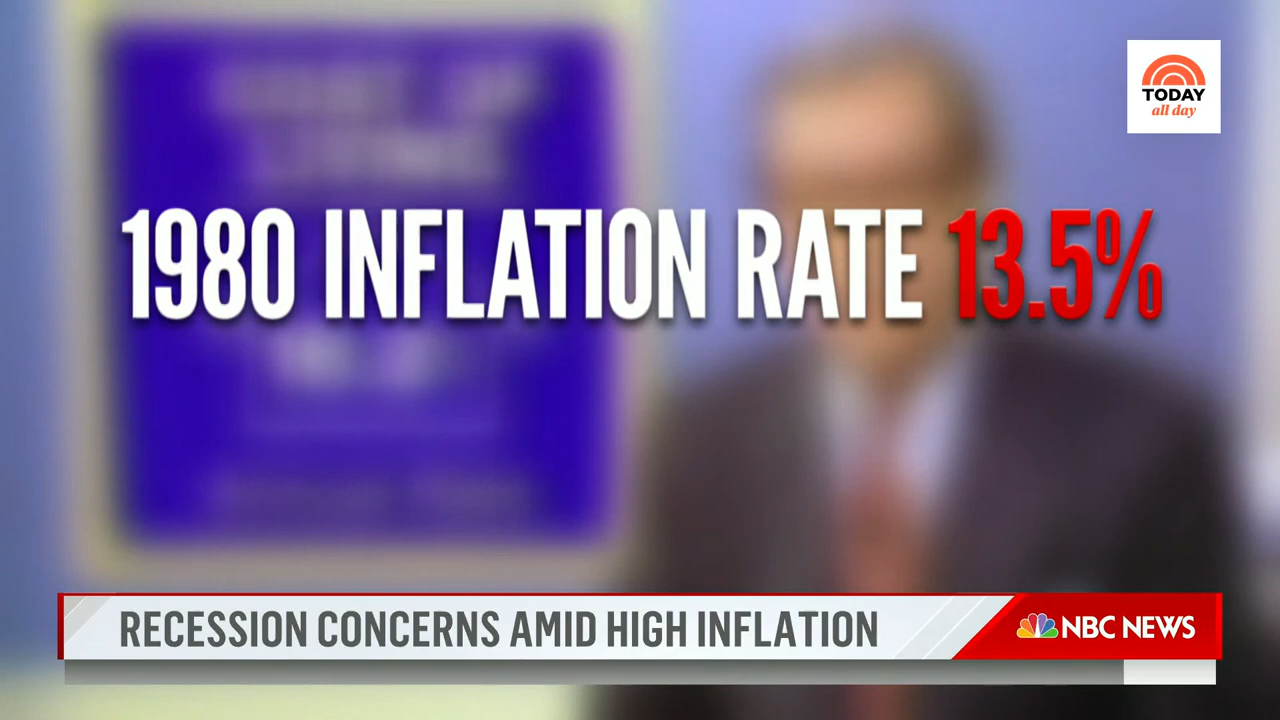 TODAY
all day
1980 INFLATION RATE 13.5%
RECESSION CONCERNS AMID HIGH INFLATION
NBC NEWS